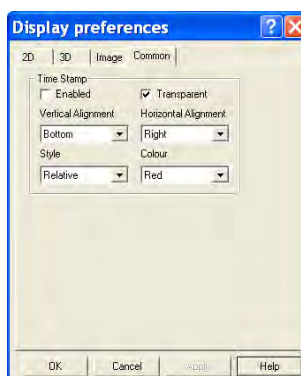 Display preferences
2D 3D Image Common
Time Stamp
Enabled Transparent
Vertical Alignment Horizontal Alignment
Bottom Right
Style Colour
Relative Red
OK Cancel Apply Help